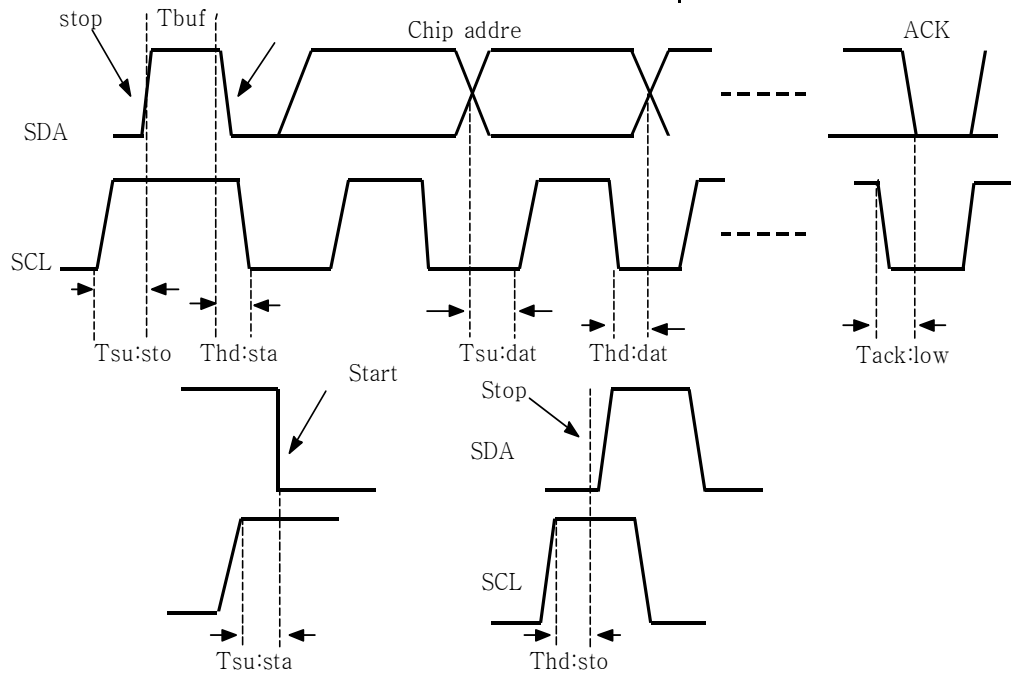 stop
Tbuf
Chip addre
ACK
SDA
SCL
Tsu:sto
Thd:sta
Tsu:dat
Thd:dat
Tack:low
Start
Stop
SDA
SCL
Tsu:sta
Thd:sto